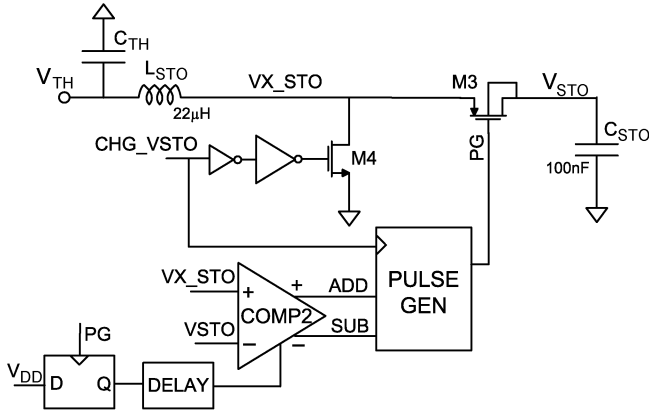 C_TH
V_TH
L_STO
22μH
VX_STO
M3
V_STO
CHG_VSTO
M4
PG
C_STO
100nF
VX_STO
+
+
ADD
PULSE
GEN
COMP2
VSTO
−
−
SUB
PG
V_DD
D
Q
DELAY